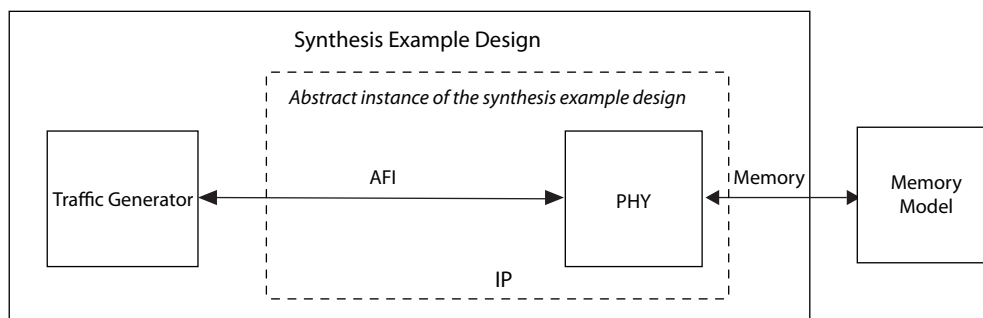 Synthesis Example Design
Abstract instance of the synthesis example design
Traffic Generator
AFI
PHY
Memory
Memory
Model
IP